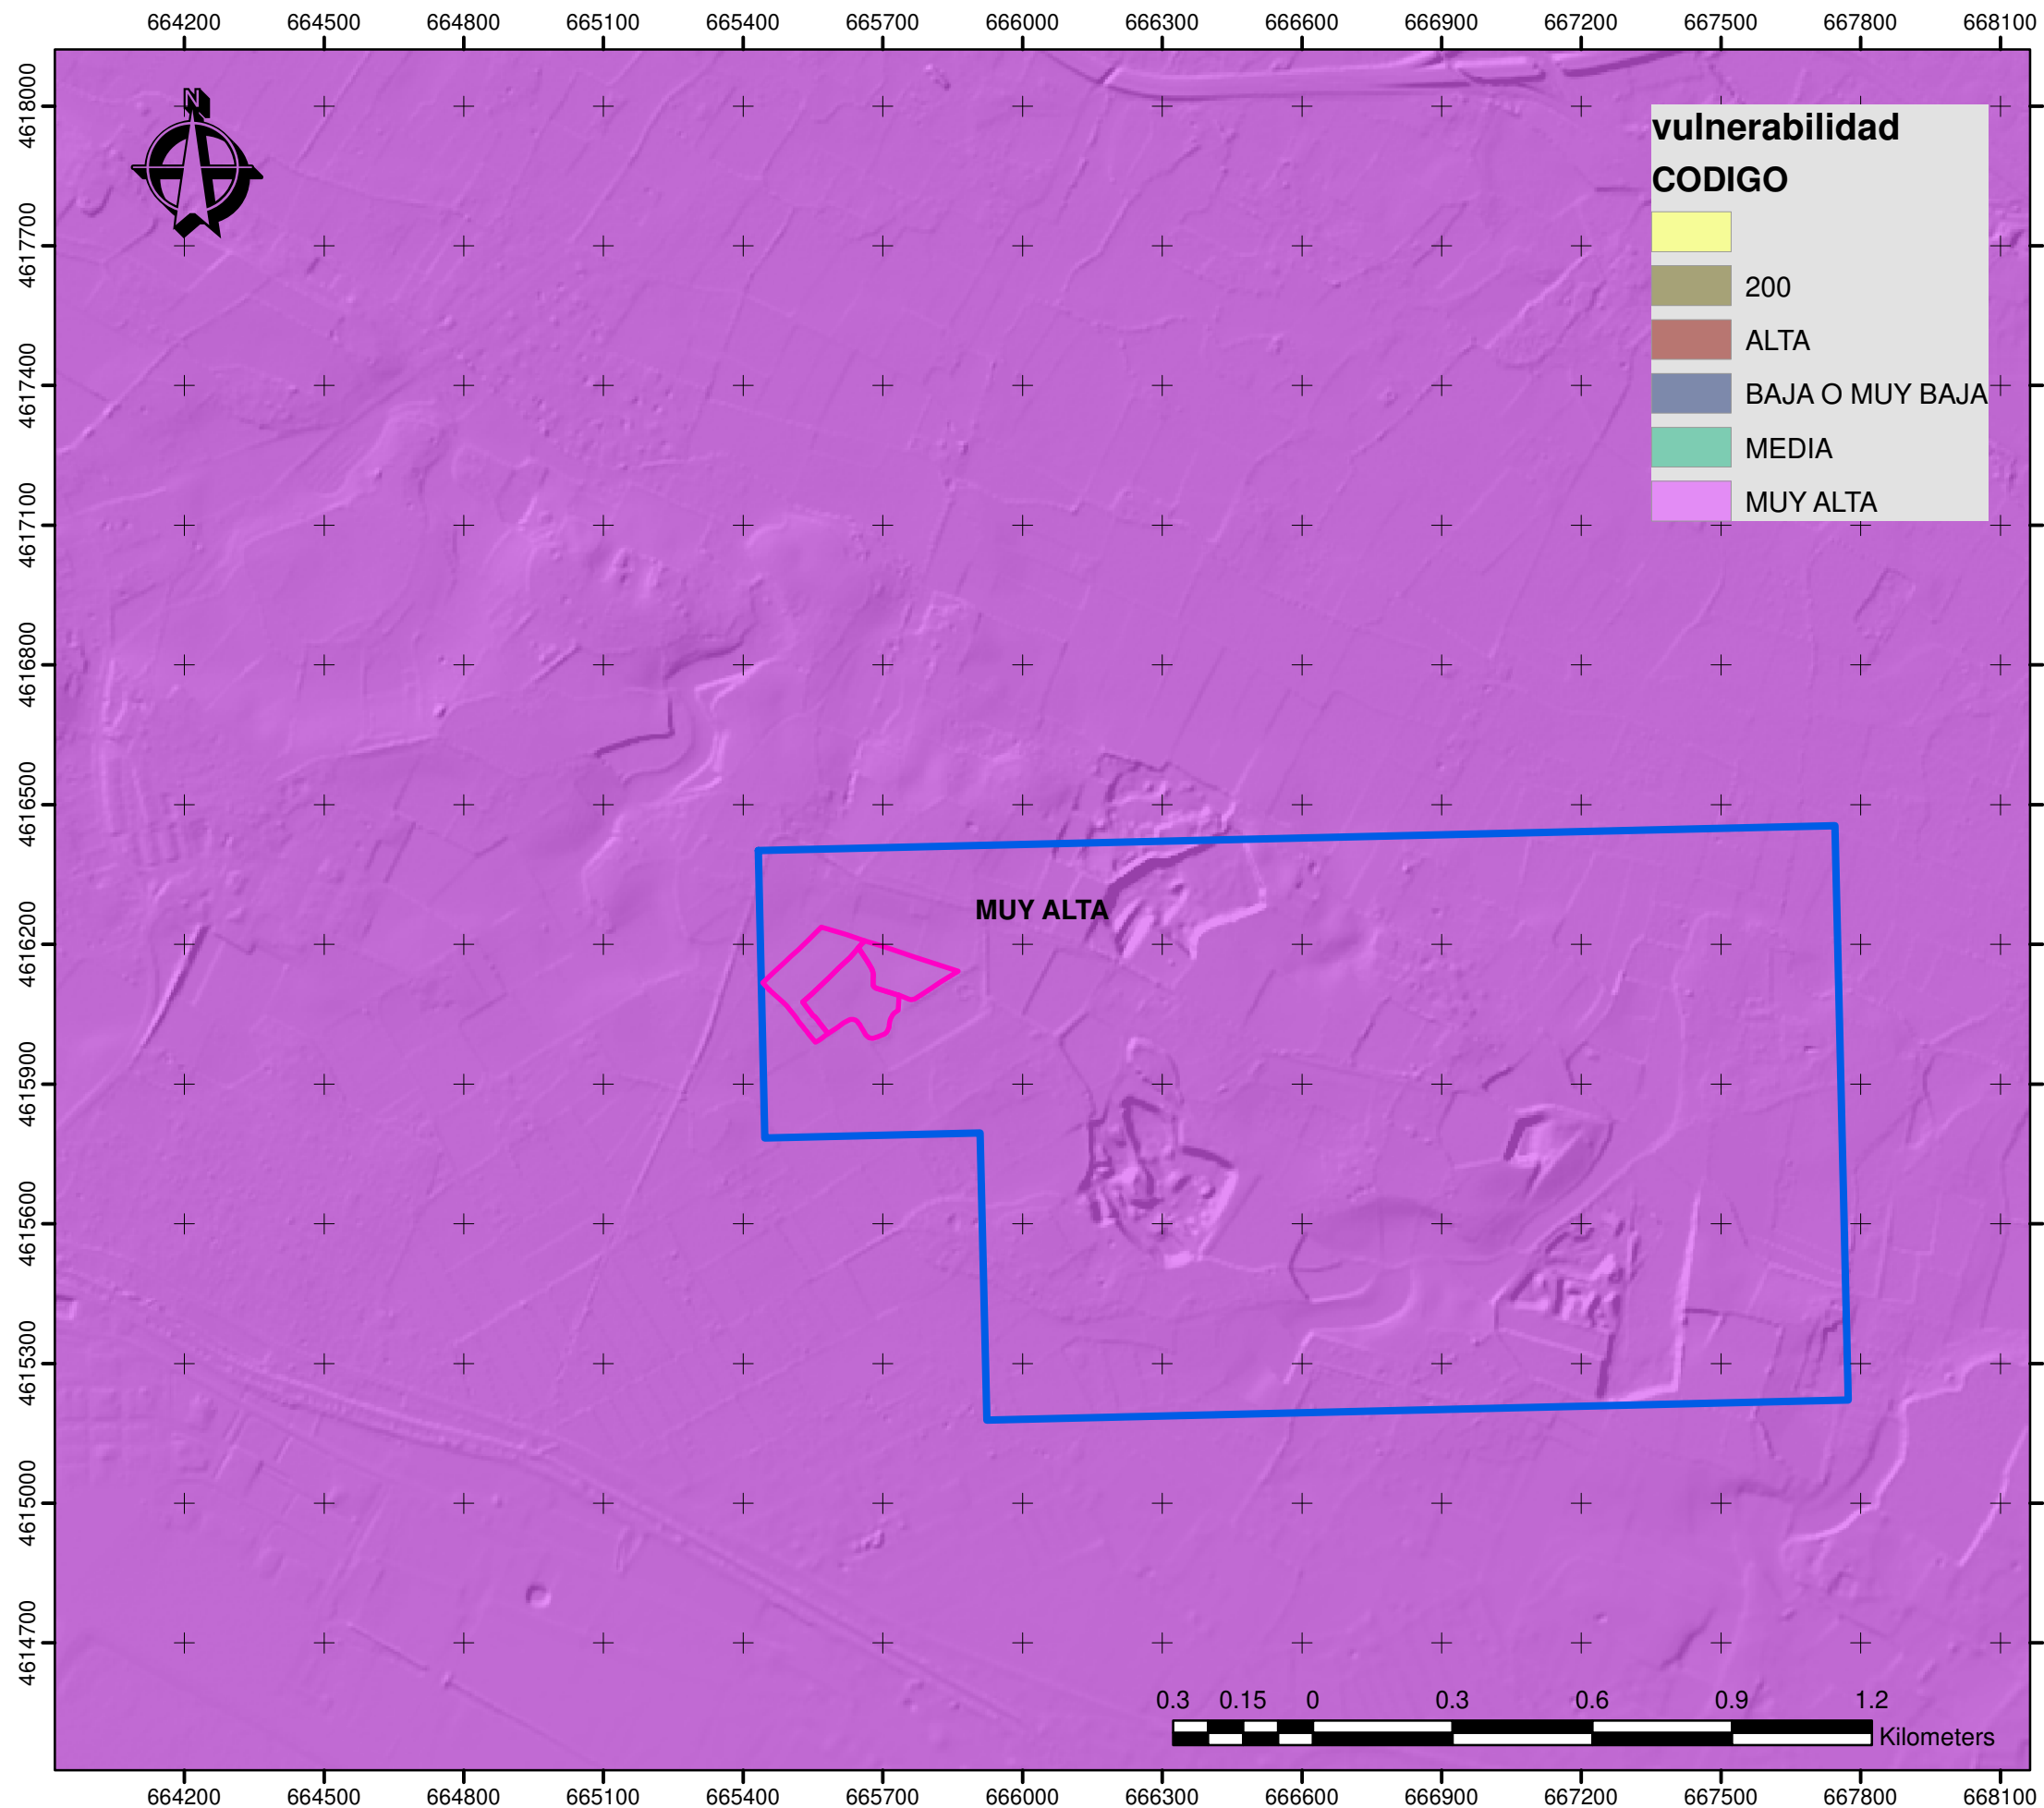 664200 664500 664800 665100 665400 665700 666000 666300 666600 666900 667200 667500 667800 668100
4618000
4617700
4617400
4617100
4616800
4616500
4616200
4615900
4615600
4615300
4615000
4614700
N
vulnerabilidad
CODIGO
200
ALTA
BAJA O MUY BAJA
MEDIA
MUY ALTA
MUY ALTA
0.3 0.15 0 0.3 0.6 0.9 1.2
Kilometers
664200 664500 664800 665100 665400 665700 666000 666300 666600 666900 667200 667500 667800 668100